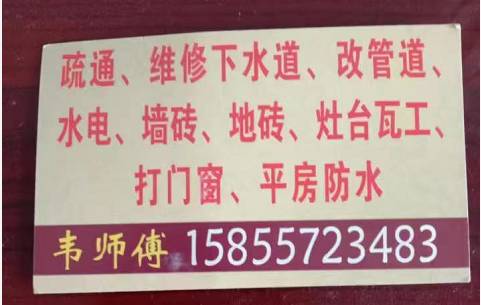 疏通、维修下水道、改管道、
水电、墙砖、地砖、灶台瓦工、
打门窗、平房防水
韦师傅 15855723483